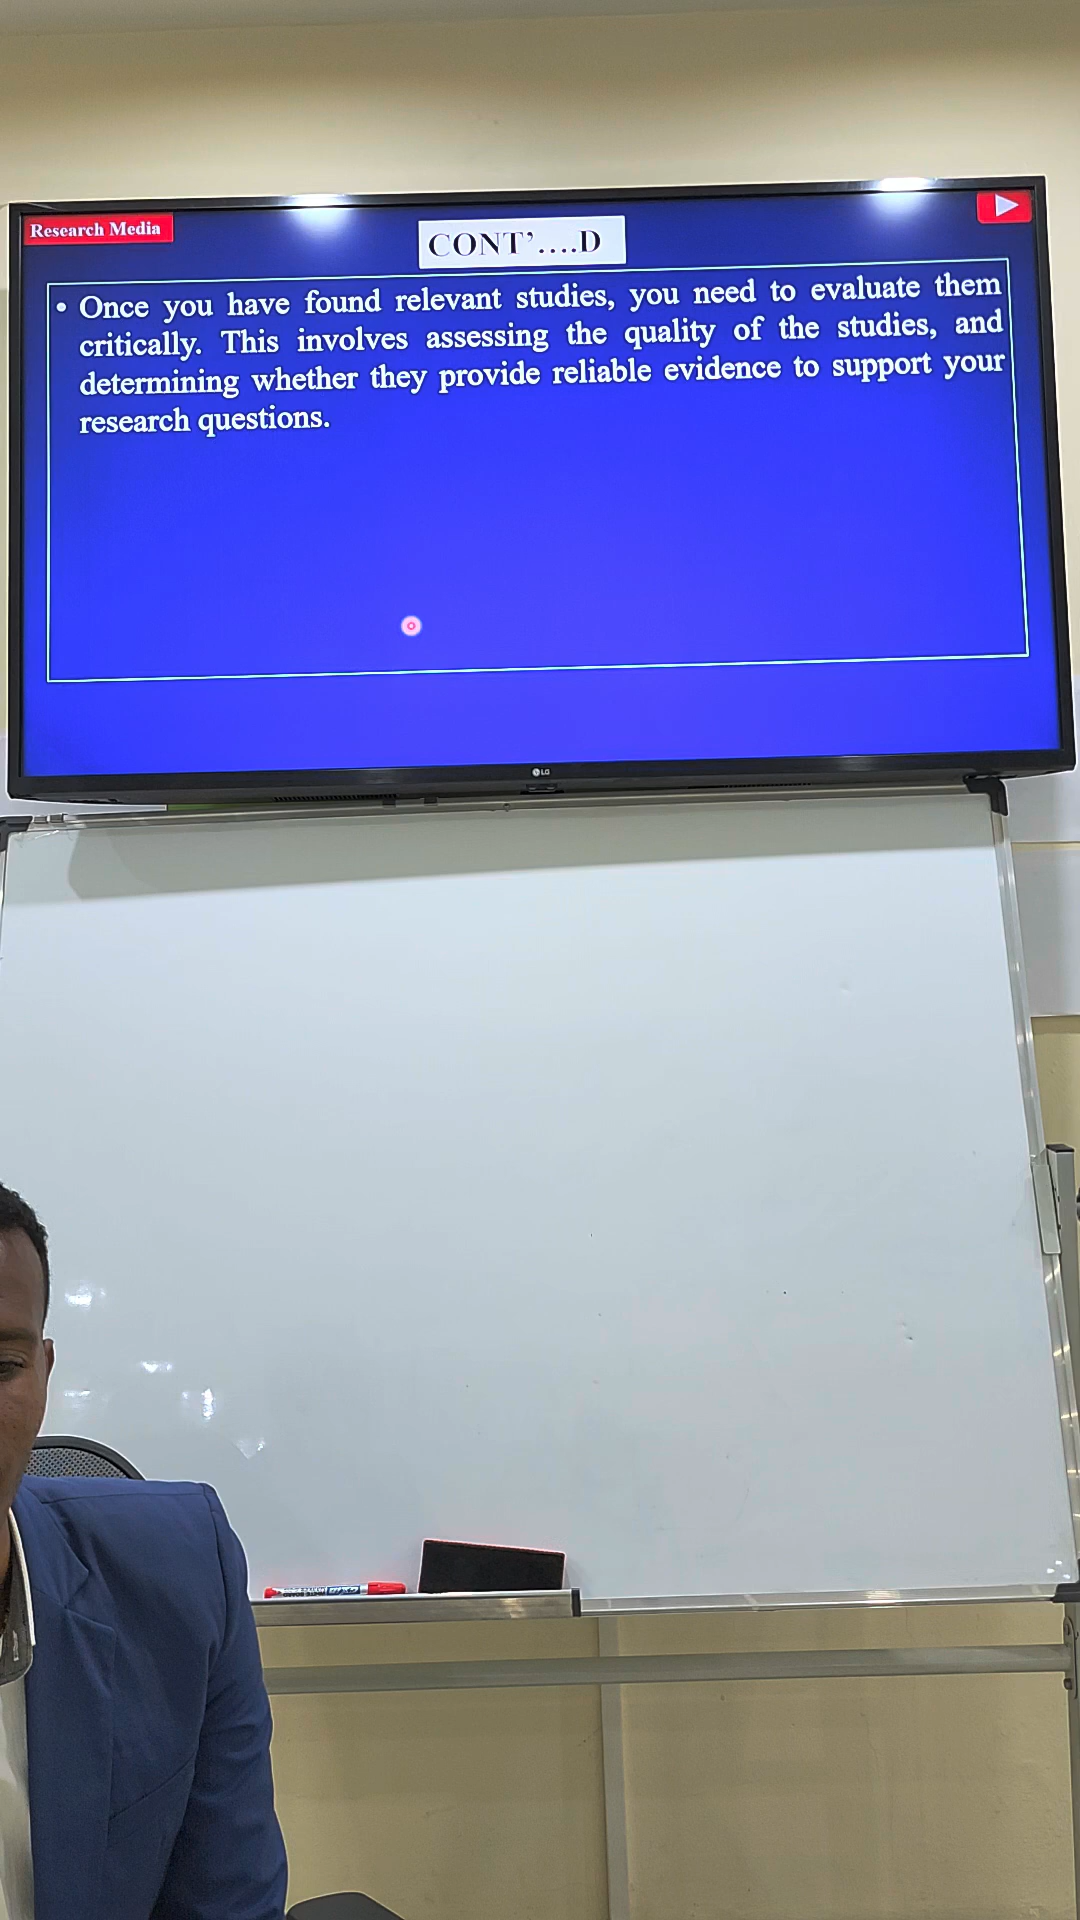 Research Media
CONT’....D
• Once you have found relevant studies, you need to evaluate them
critically. This involves assessing the quality of the studies, and
determining whether they provide reliable evidence to support your
research questions.
LG